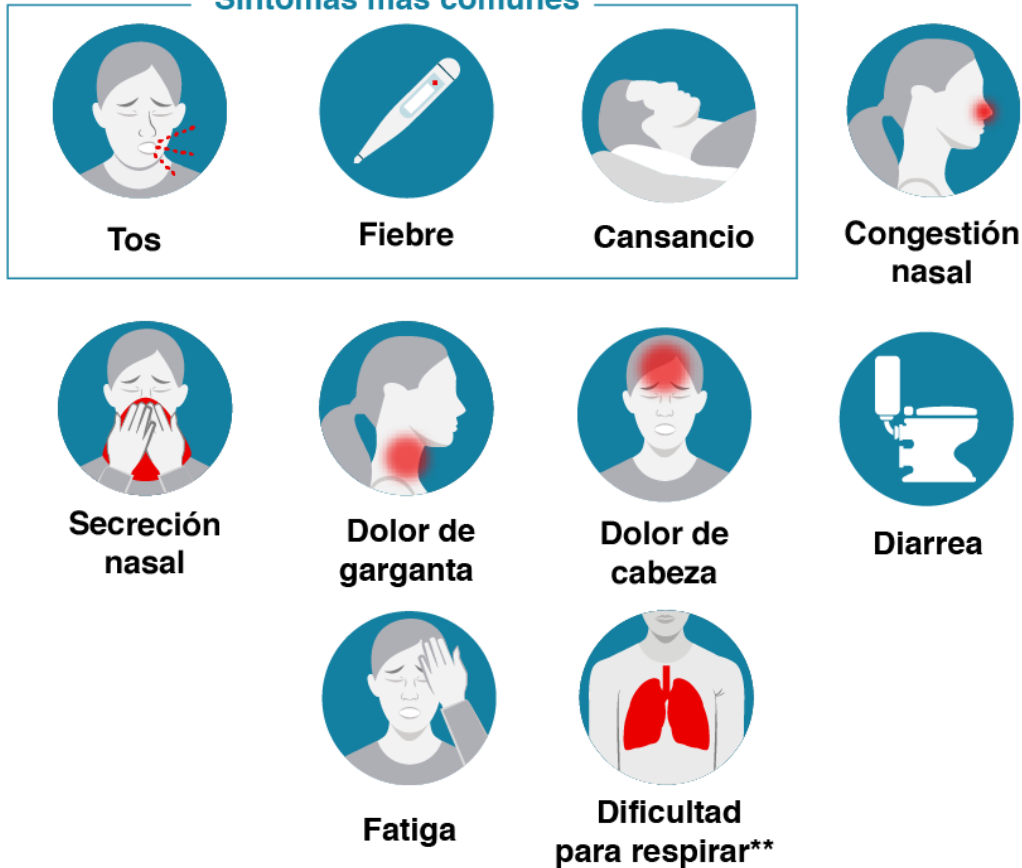 Síntomas más comunes
Tos
Fiebre
Cansancio
Congestión
nasal
Secreción
nasal
Dolor de
garganta
Dolor de
cabeza
Diarrea
Fatiga
Dificultad
para respirar**